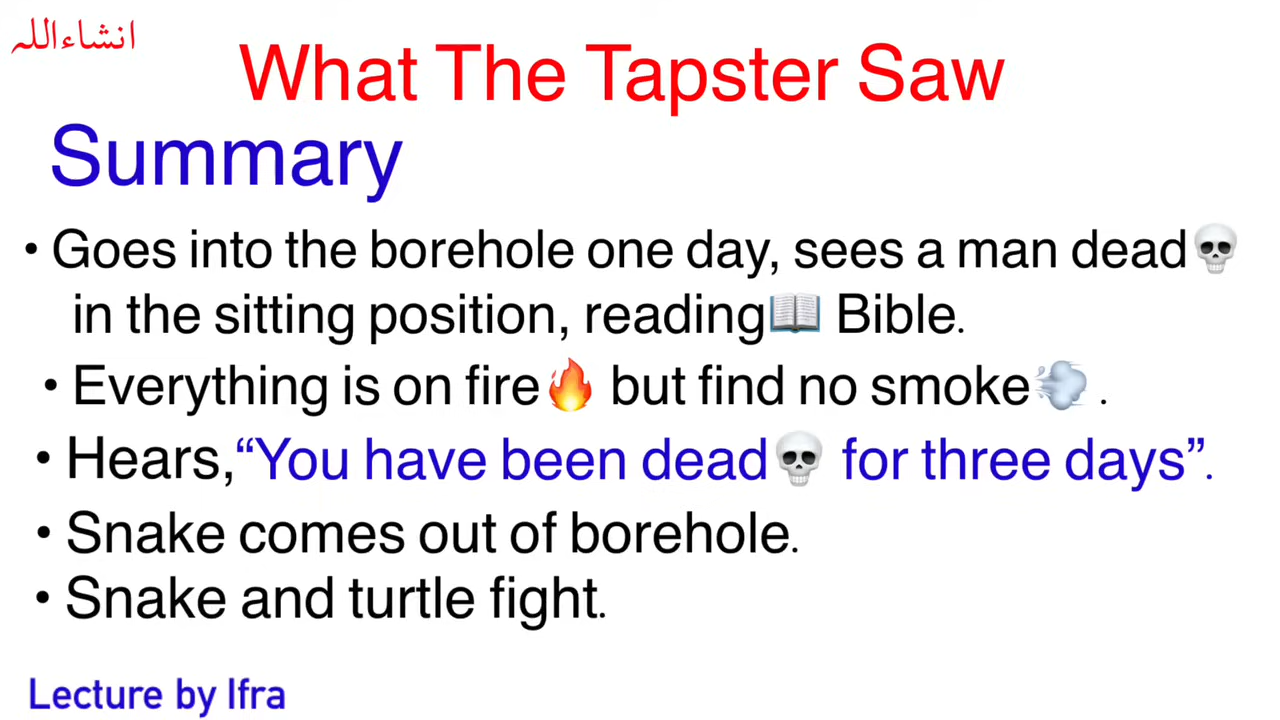 انشاءاللہ
What The Tapster Saw
Summary
• Goes into the borehole one day, sees a man dead💀
in the sitting position, reading📖 Bible.
• Everything is on fire🔥 but find no smoke💨 .
• Hears,“You have been dead💀 for three days”.
• Snake comes out of borehole.
• Snake and turtle fight.
Lecture by Ifra